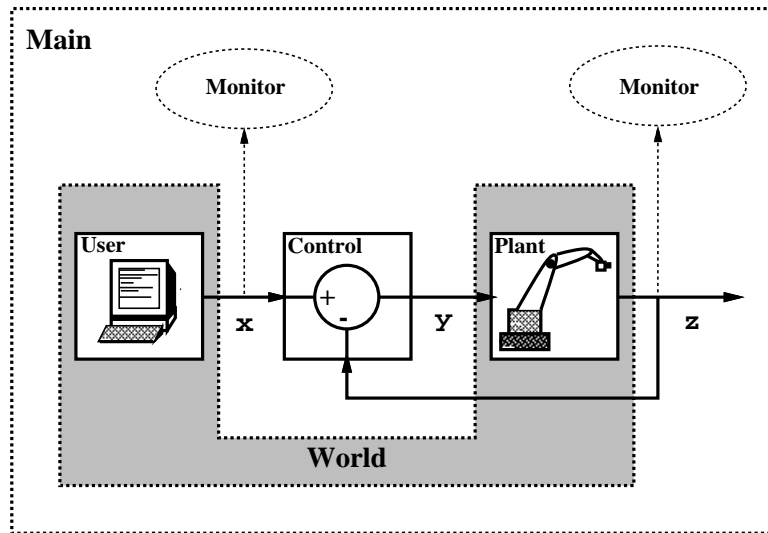 Main
Monitor
Monitor
User
Control
Plant
+
-
x
y
z
World